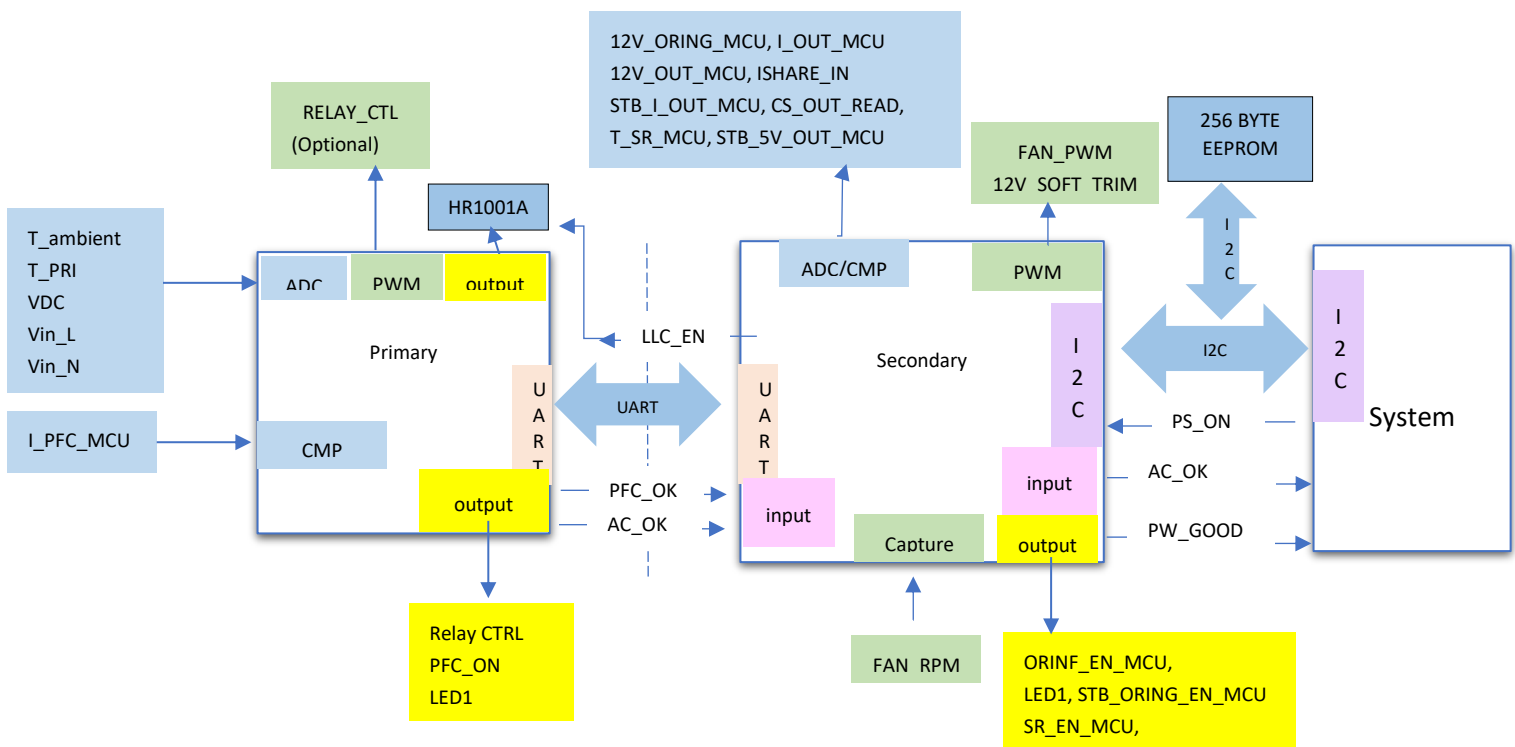 12V_ORING_MCU, I_OUT_MCU
12V_OUT_MCU, ISHARE_IN
STB_I_OUT_MCU, CS_OUT_READ,
T_SR_MCU, STB_5V_OUT_MCU
RELAY_CTL
(Optional)
256 BYTE
EEPROM
FAN_PWM
12V SOFT TRIM
HR1001A
I
2
C
T_ambient
T_PRI
VDC
Vin_L
Vin_N
ADC
PWM
output
Primary
CMP
U
A
R
T
output
I_PFC_MCU
LLC_EN
UART
PFC_OK
AC_OK
ADC/CMP
PWM
Secondary
I
2
C
U
A
R
T
input
input
Capture
output
I2C
PS_ON
AC_OK
PW_GOOD
I
2
C
System
Relay CTRL
PFC_ON
LED1
FAN RPM
ORINF_EN_MCU,
LED1, STB_ORING_EN_MCU
SR_EN_MCU,